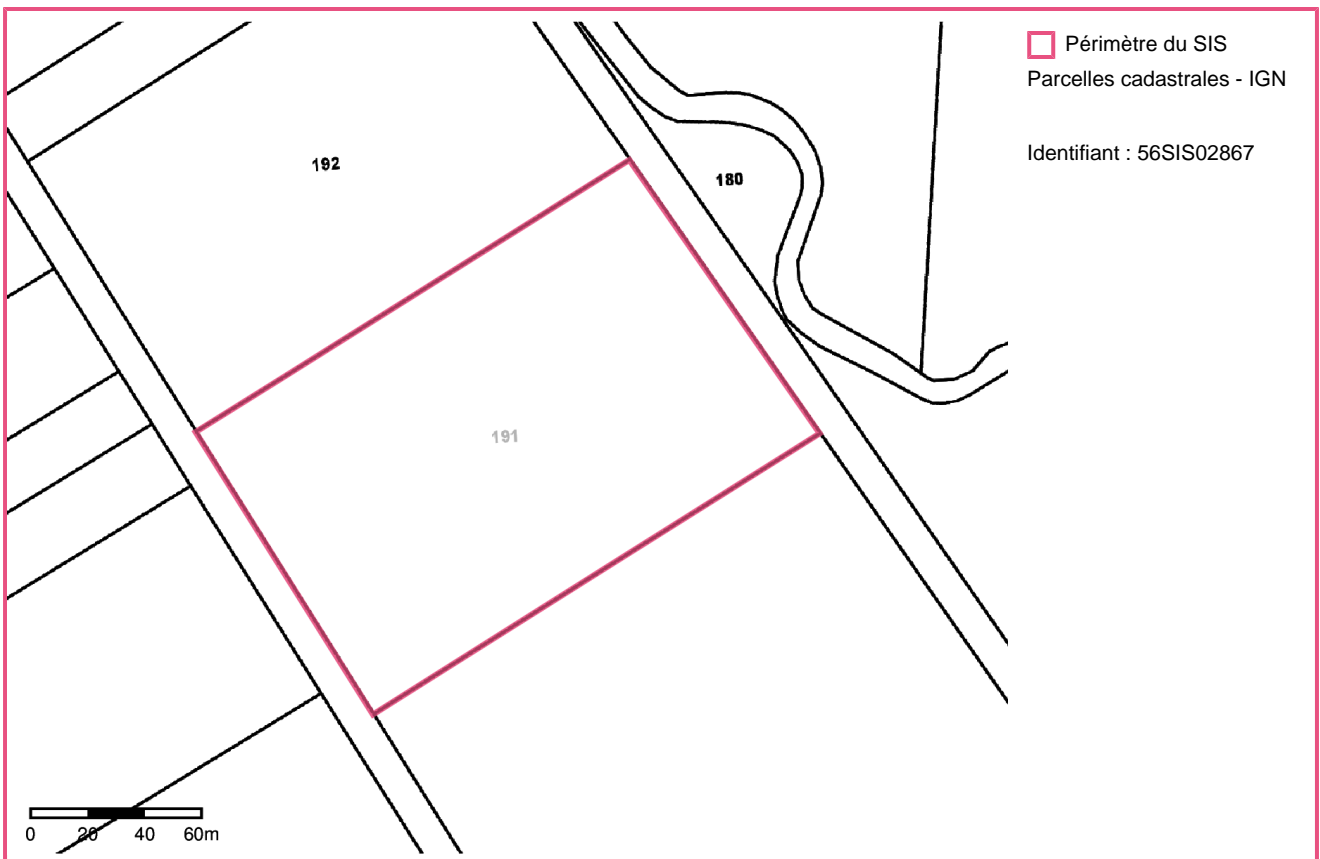 Périmètre du SIS
Parcelles cadastrales - IGN
Identifiant : 56SIS02867
192
180
191
0 20 40 60m